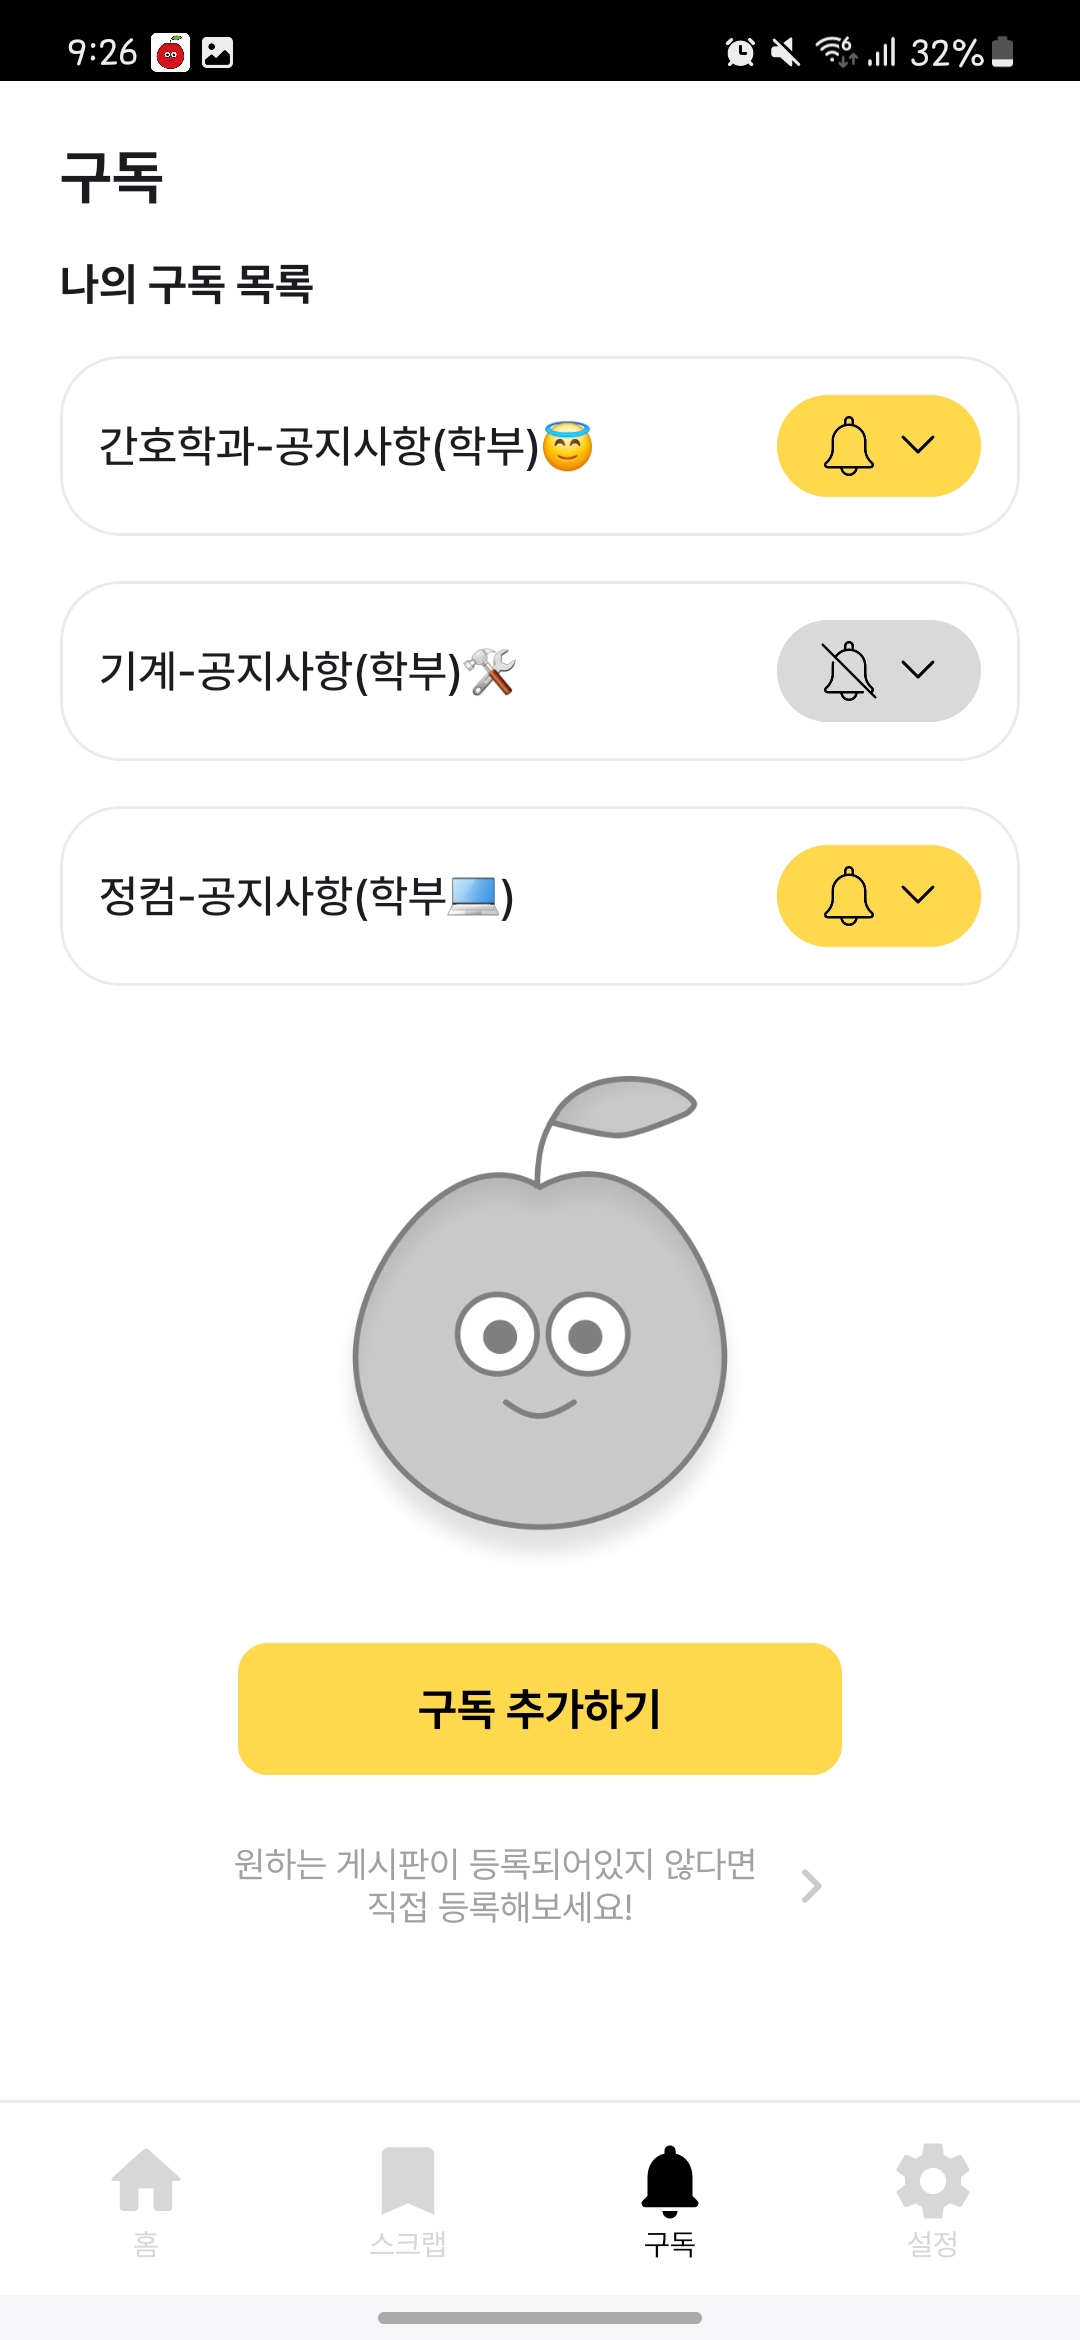 9:26
32%
구독
나의 구독 목록
간호학과-공지사항(학부)😇
기계-공지사항(학부)🛠️
정컴-공지사항(학부💻)
구독 추가하기
원하는 게시판이 등록되어있지 않다면
직접 등록해보세요!
홈
스크랩
구독
설정